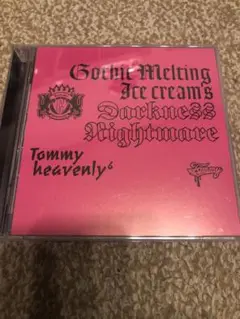 Gothic Melting
Ice cream's
Darkness
Nightmare
Tommy
heavenly⁶